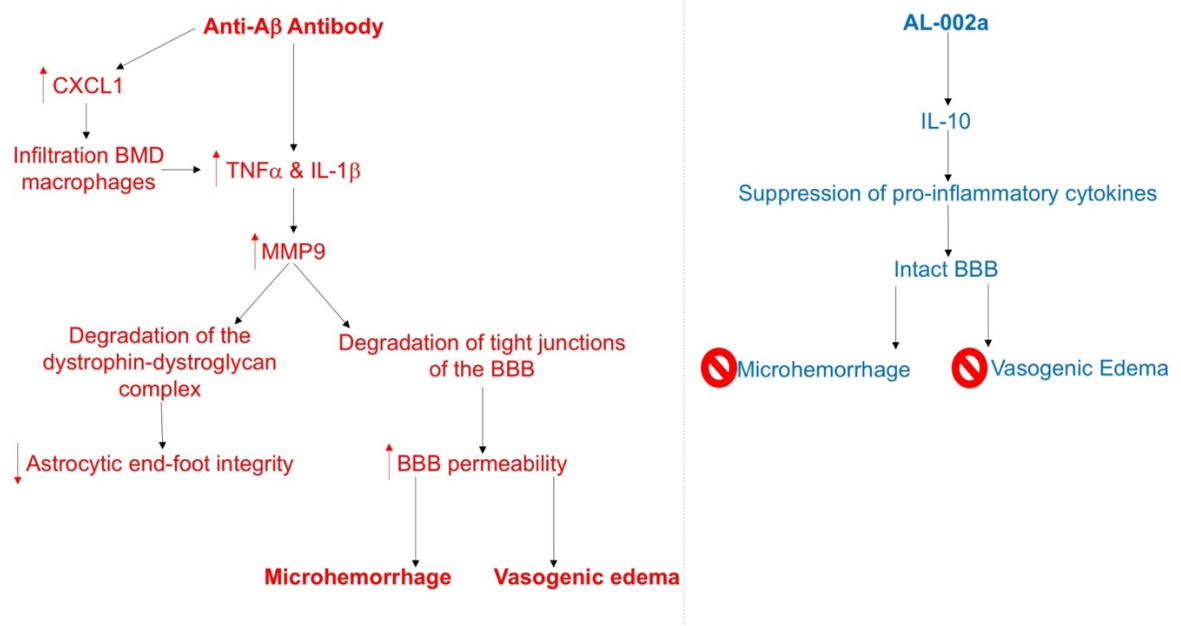 Anti-Aβ Antibody
CXCL1
Infiltration BMD
macrophages
TNFα & IL-1β
MMP9
Degradation of the
dystrophin-dystroglycan
complex
Degradation of tight junctions
of the BBB
Astrocytic end-foot integrity
BBB permeability
Microhemorrhage
Vasogenic edema
AL-002a
IL-10
Suppression of pro-inflammatory cytokines
Intact BBB
Microhemorrhage
Vasogenic Edema